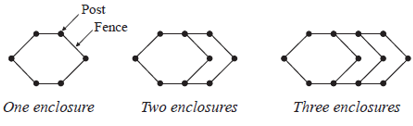 Post
Fence
One enclosure
Two enclosures
Three enclosures